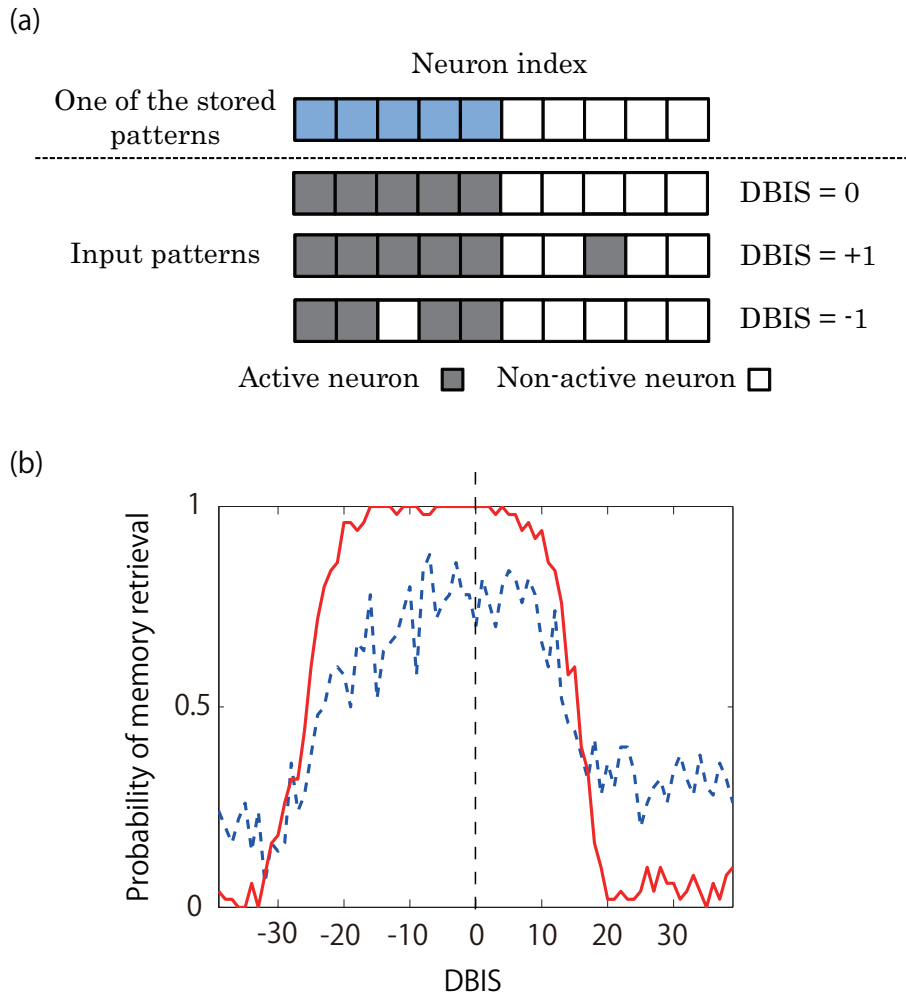 (a)
Neuron index
One of the stored
patterns
DBIS = 0
Input patterns
DBIS = +1
DBIS = -1
Active neuron
Non-active neuron
(b)
Probability of memory retrieval
1
0.5
0
-30
-20
-10
0
10
20
30
DBIS